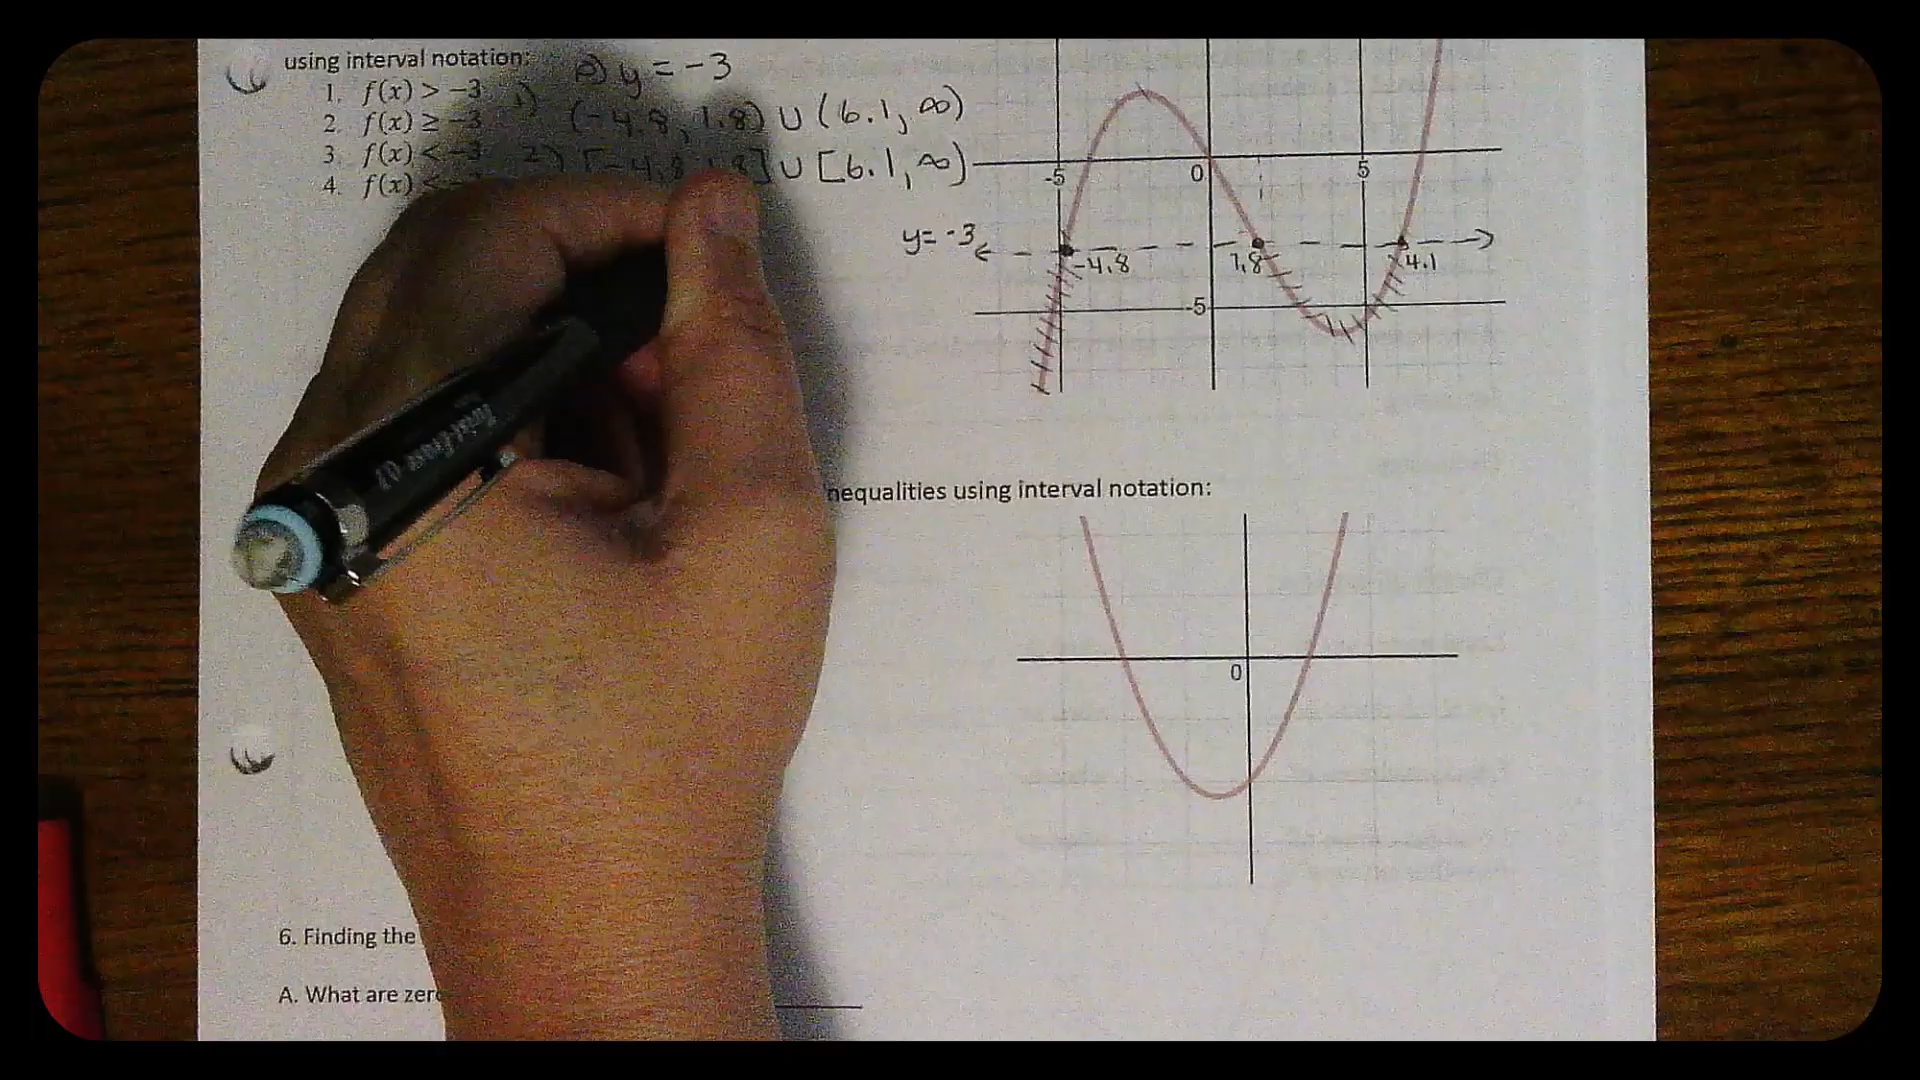 using interval notation:
y = -3
1. f(x) > -3
1) (-4.8, 1.8) ∪ (6.1, ∞)
2. f(x) ≥ -3
3. f(x) < -3
2) [-4.8, 1.8] ∪ [6.1, ∞)
4. f(x)
-5
0
5
y = -3
-4.8
1.8
4.1
-5
nequalities using interval notation:
0
6. Finding the
A. What are